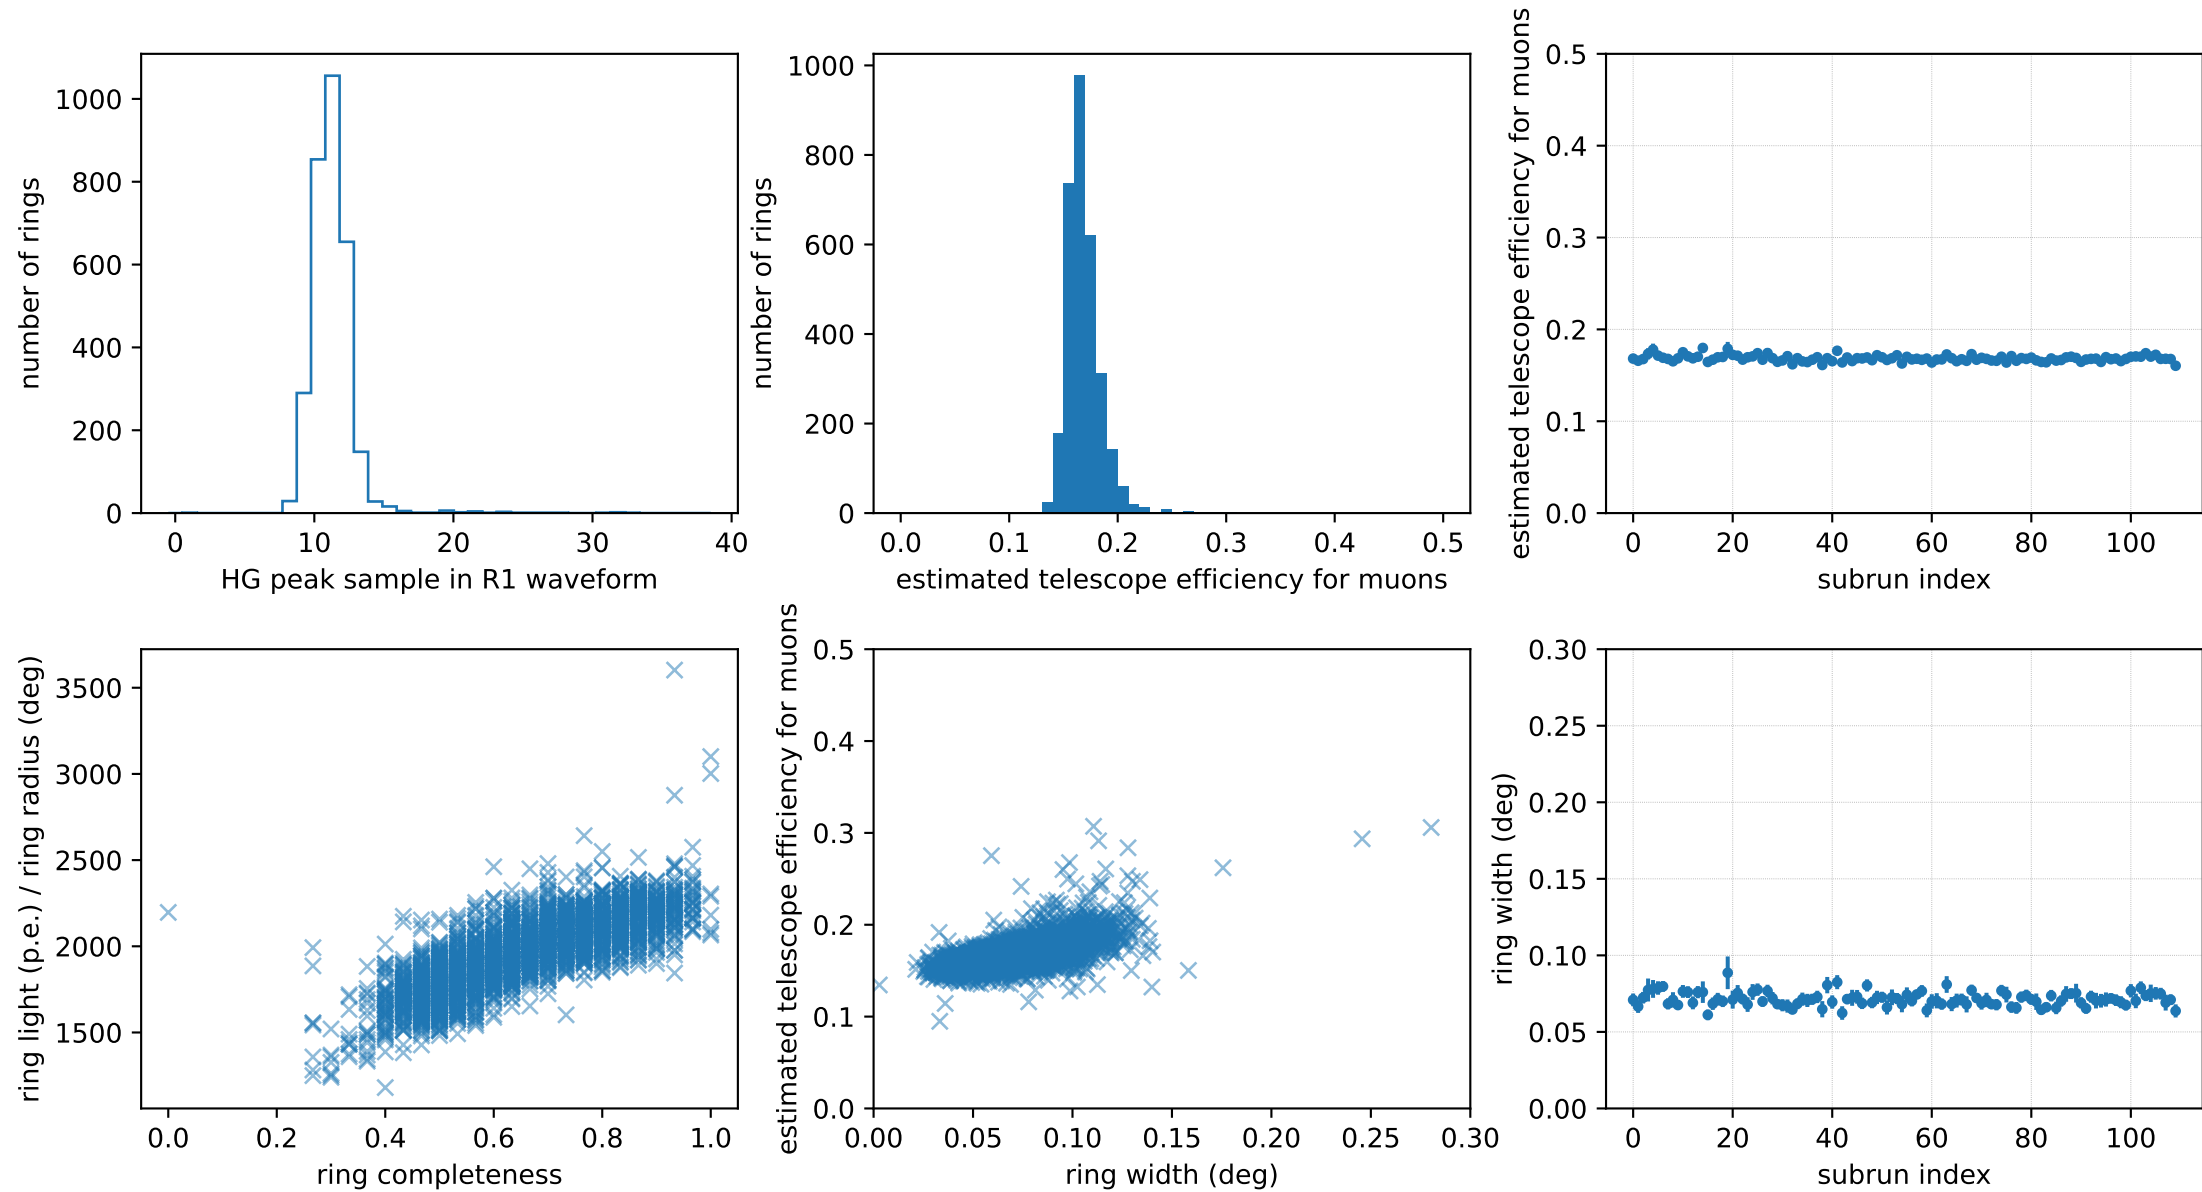 number of rings
1000
800
600
400
200
0
0 10 20 30 40
HG peak sample in R1 waveform
number of rings
1000
800
600
400
200
0
0.0 0.1 0.2 0.3 0.4 0.5
estimated telescope efficiency for muons
estimated telescope efficiency for muons
0.5
0.4
0.3
0.2
0.1
0.0
0 20 40 60 80 100
subrun index
ring light (p.e.) / ring radius (deg)
3500
3000
2500
2000
1500
0.0 0.2 0.4 0.6 0.8 1.0
ring completeness
estimated telescope efficiency for muons
0.5
0.4
0.3
0.2
0.1
0.0
0.00 0.05 0.10 0.15 0.20 0.25 0.30
ring width (deg)
ring width (deg)
0.30
0.25
0.20
0.15
0.10
0.05
0.00
0 20 40 60 80 100
subrun index